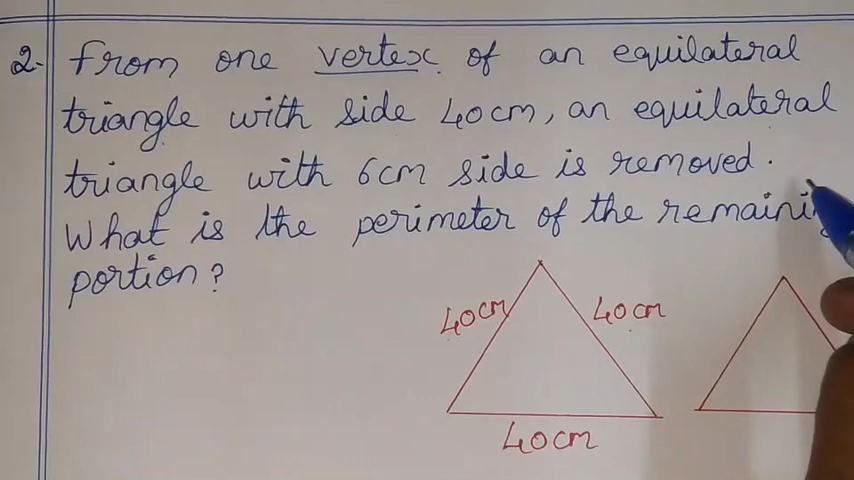 2. From one vertex of an equilateral
triangle with side 40cm, an equilateral
triangle with 6cm side is removed.
What is the perimeter of the
portion?
40cm
40cm
40cm